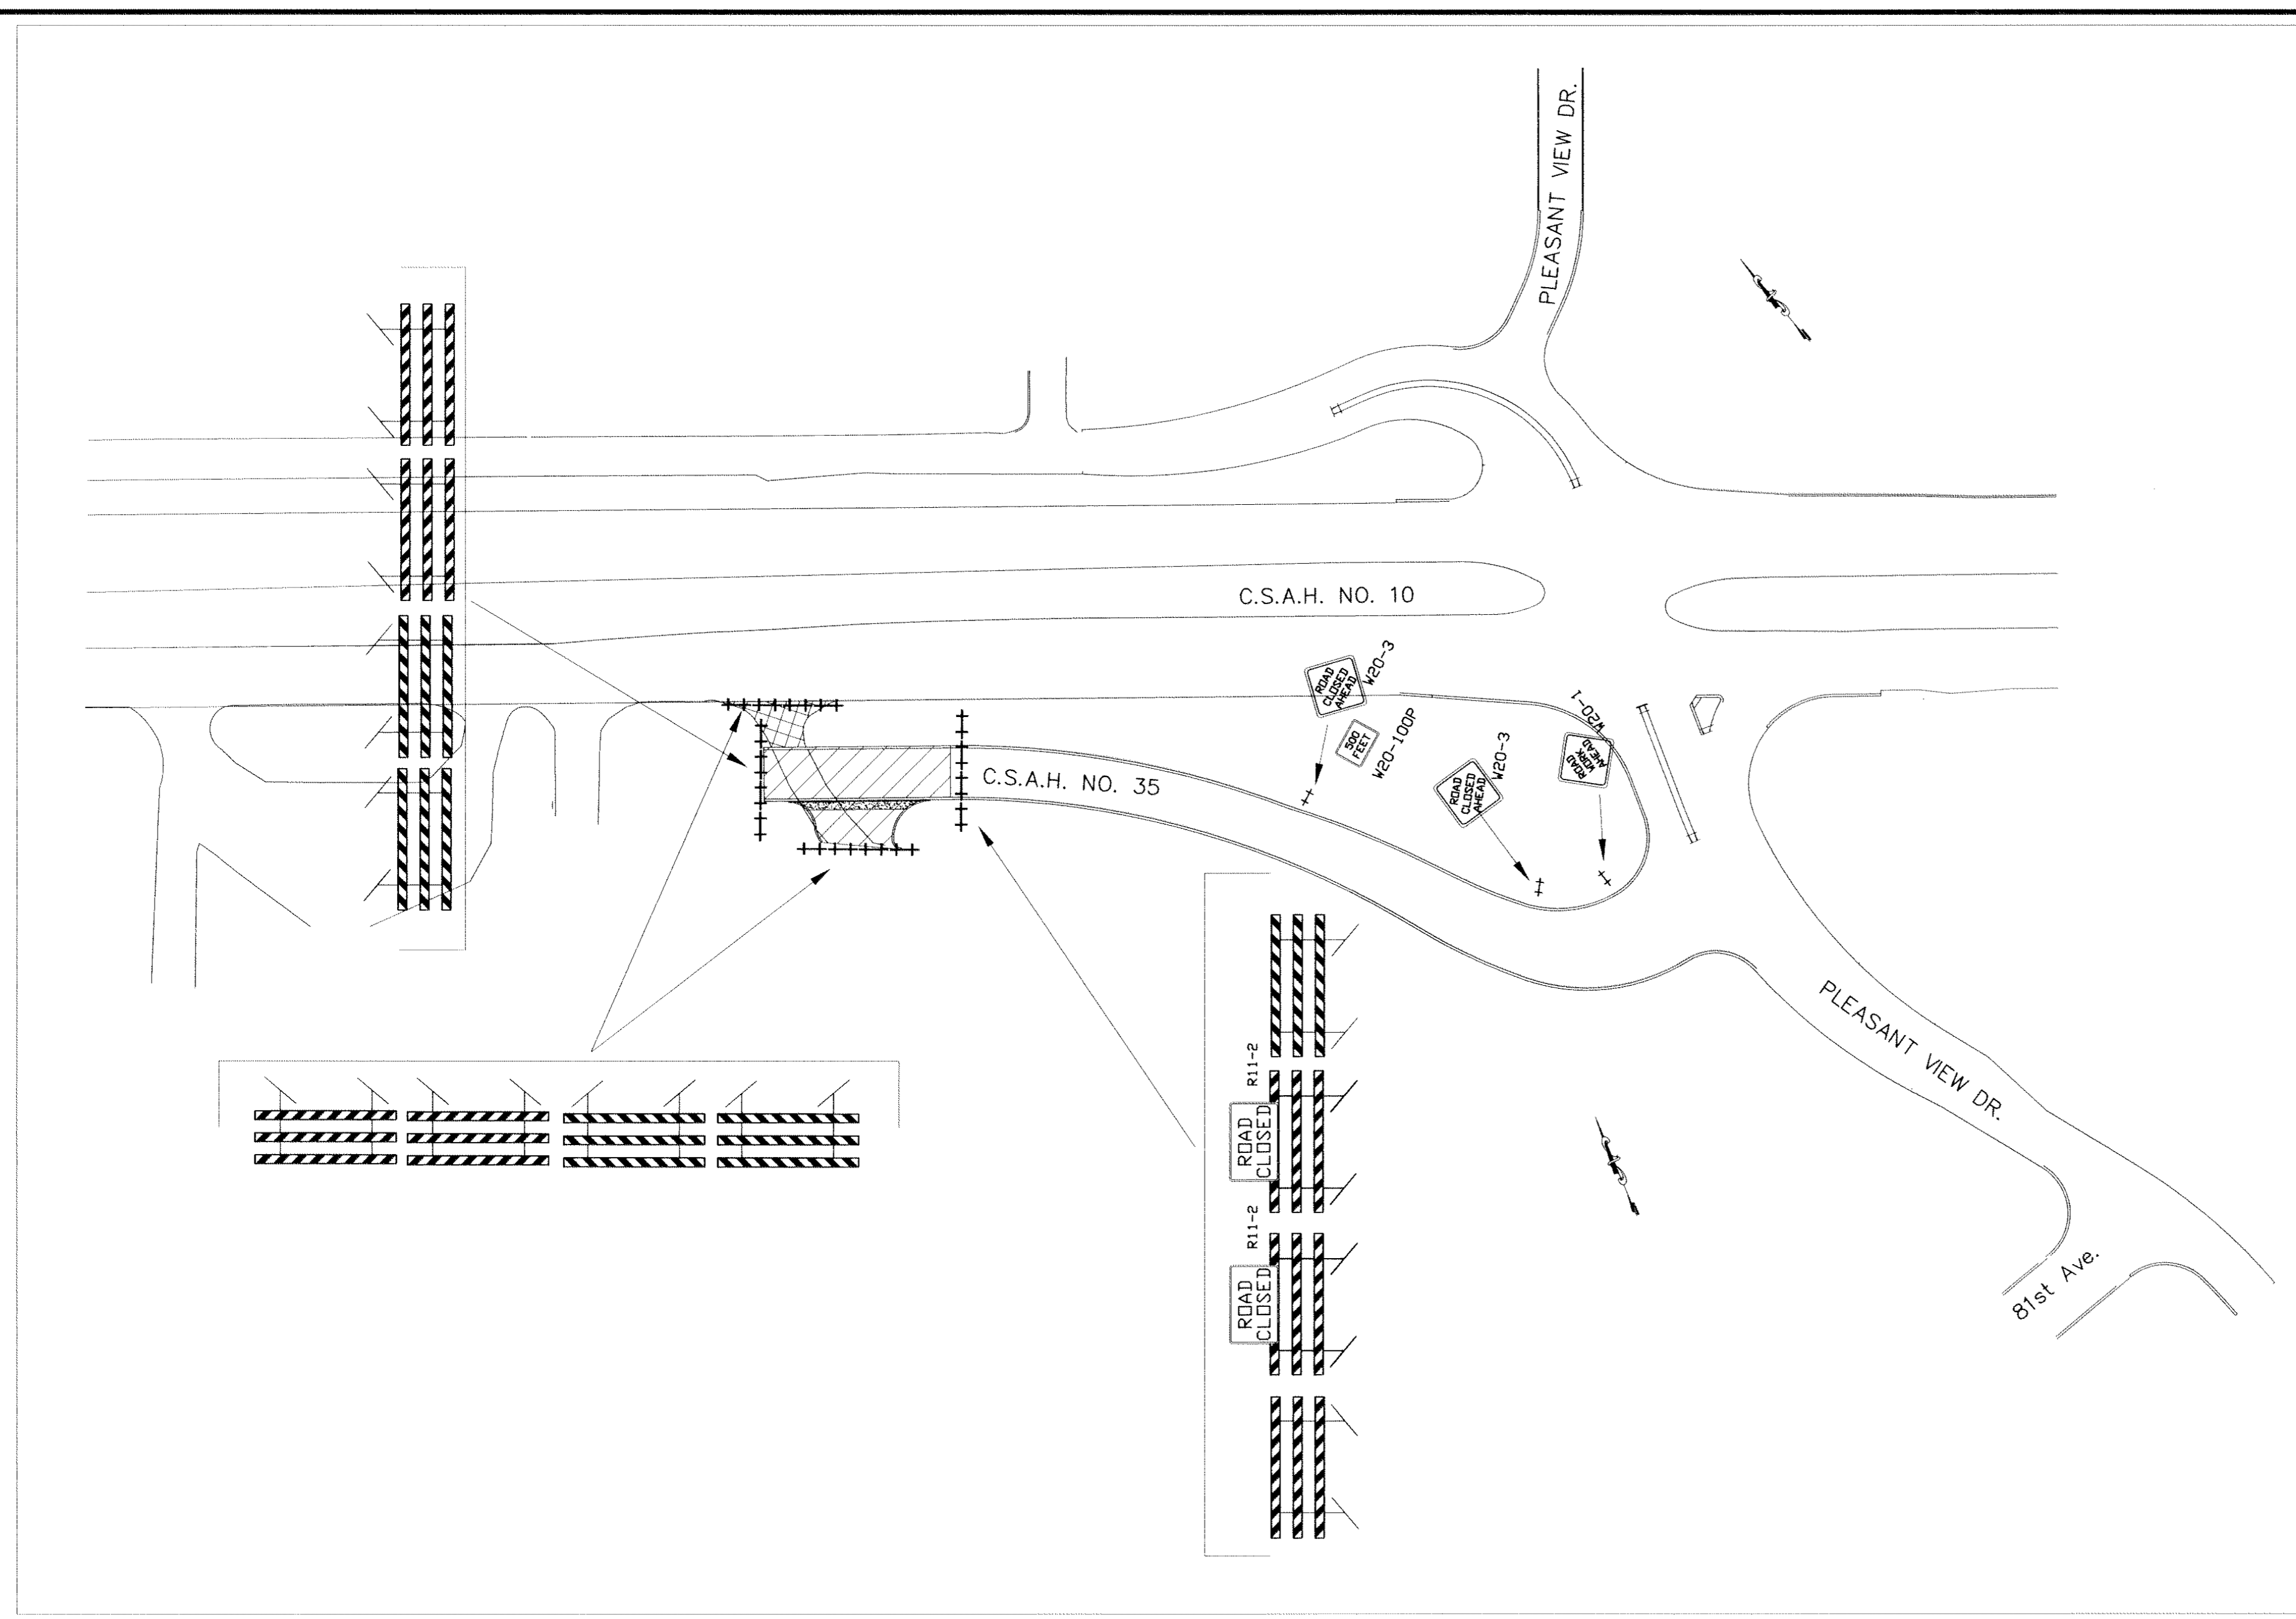 PLEASANT VIEW DR.
C.S.A.H. NO. 10
ROAD
CLOSED
AHEAD
W20-3
500
FEET
W20-100P
ROAD
CLOSED
AHEAD
W20-3
ROAD
WORK
AHEAD
W20-1
C.S.A.H. NO. 35
PLEASANT VIEW DR.
81st Ave.
R11-2
ROAD
CLOSED
R11-2
ROAD
CLOSED